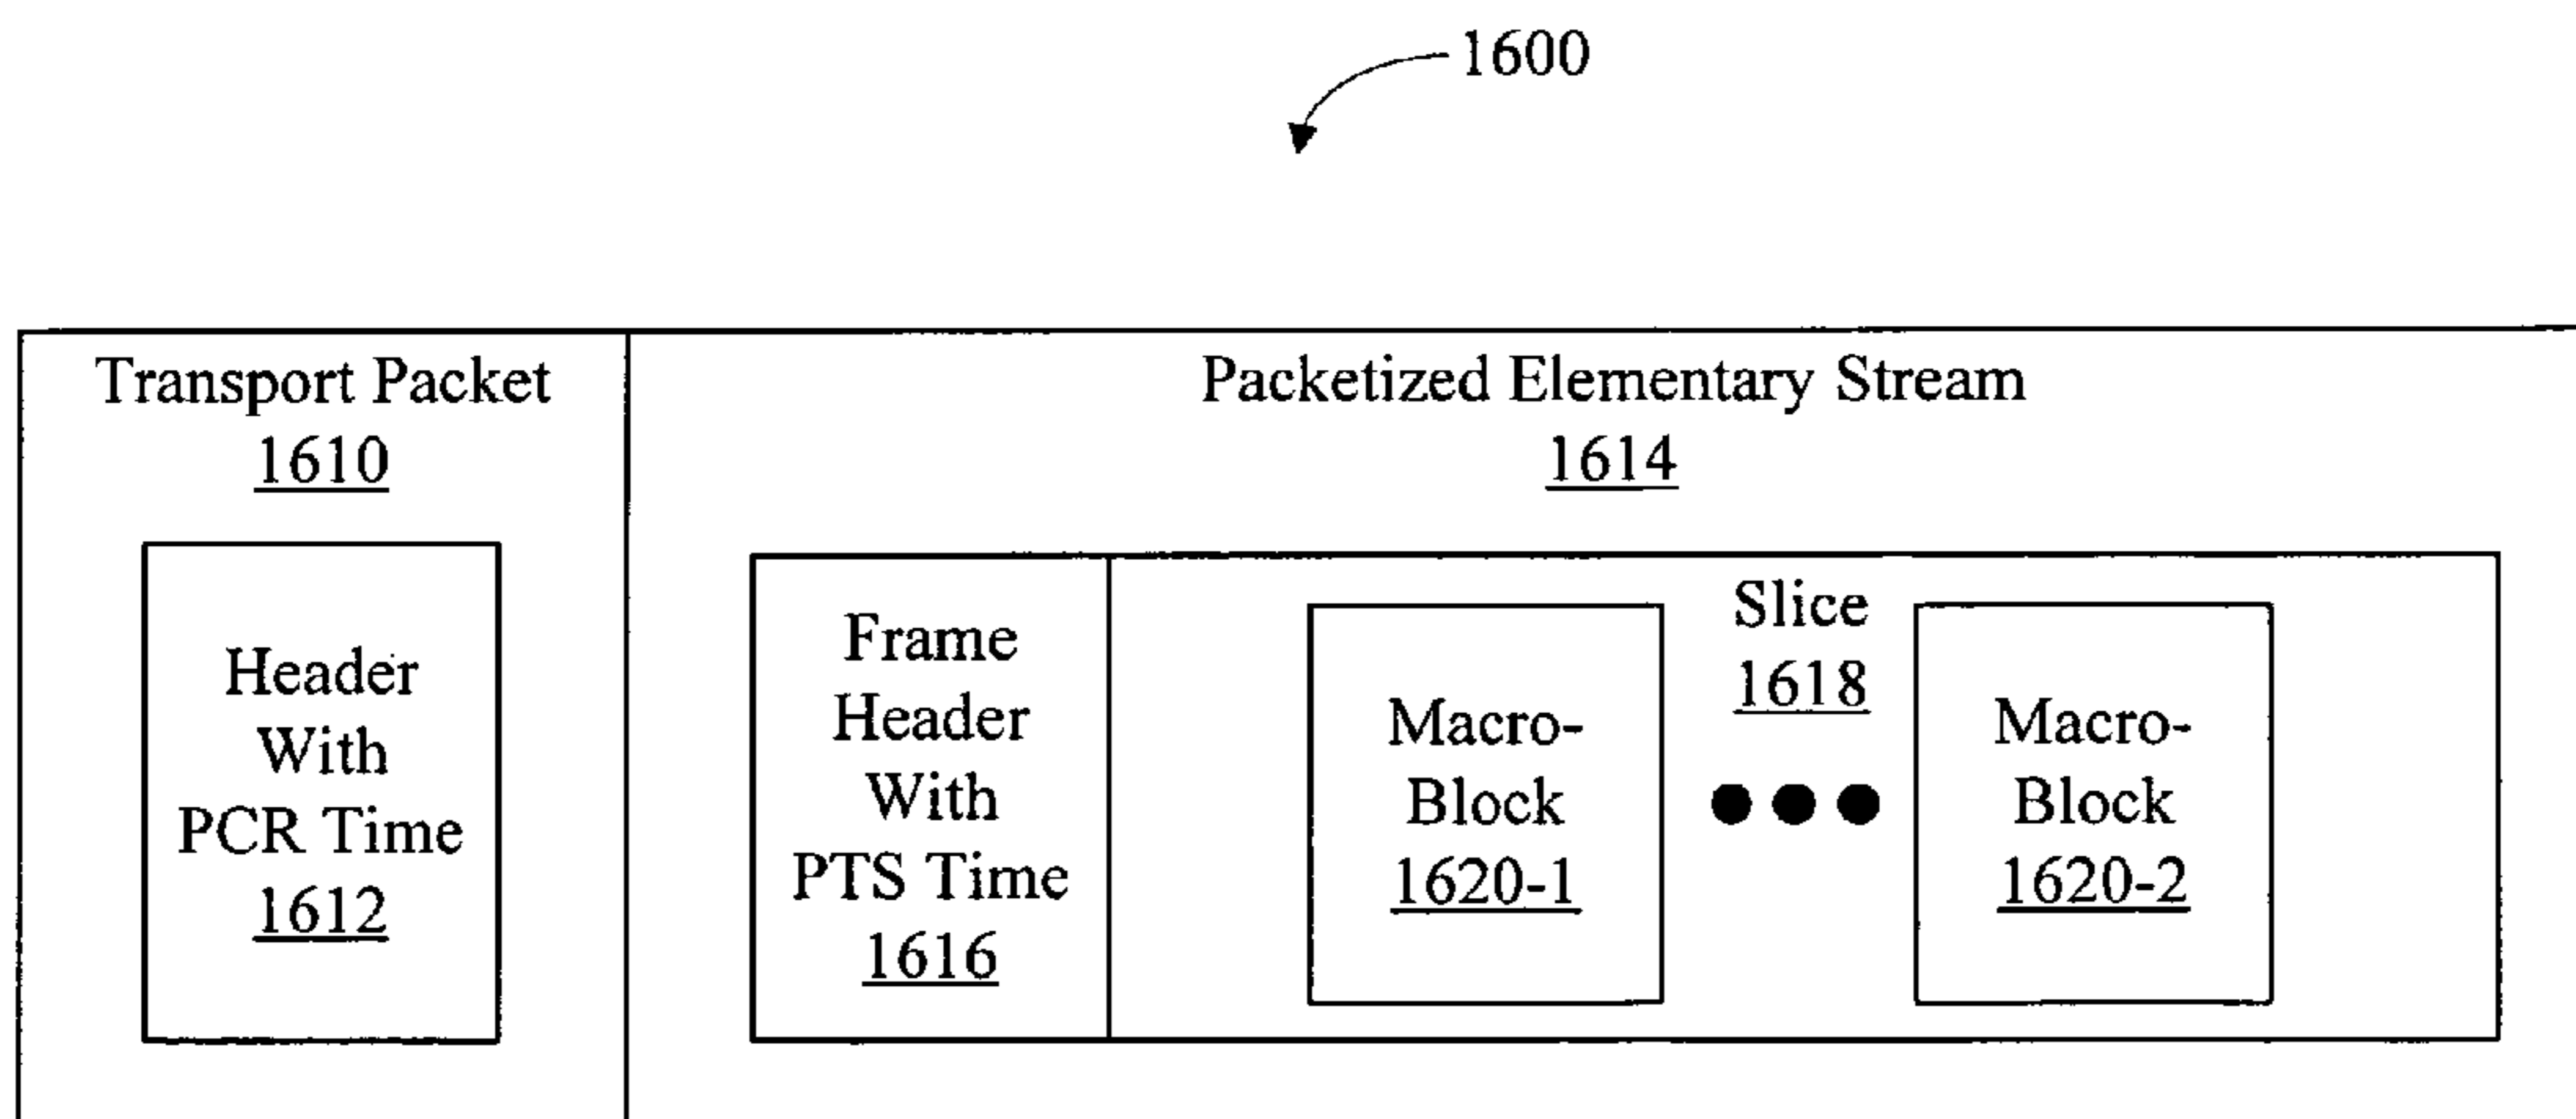 1600
Transport Packet
1610
Header
With
PCR Time
1612
Packetized Elementary Stream
1614
Frame
Header
With
PTS Time
1616
Slice
1618
Macro-
Block
1620-1
Macro-
Block
1620-2